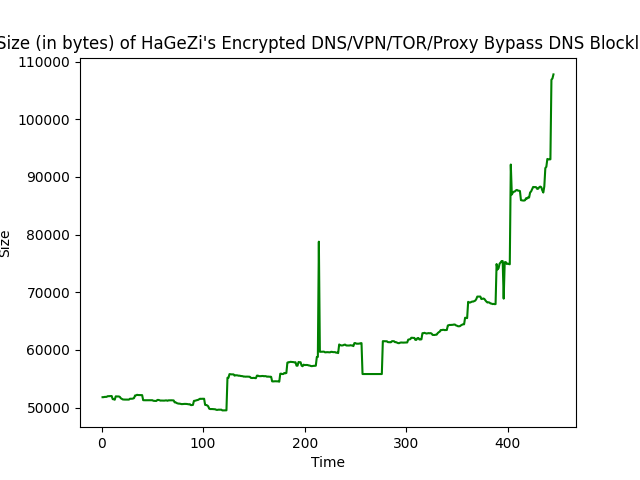 Size (in bytes) of HaGeZi's Encrypted DNS/VPN/TOR/Proxy Bypass DNS Blockl
110000
100000
90000
80000
70000
60000
50000
Size
0 100 200 300 400
Time